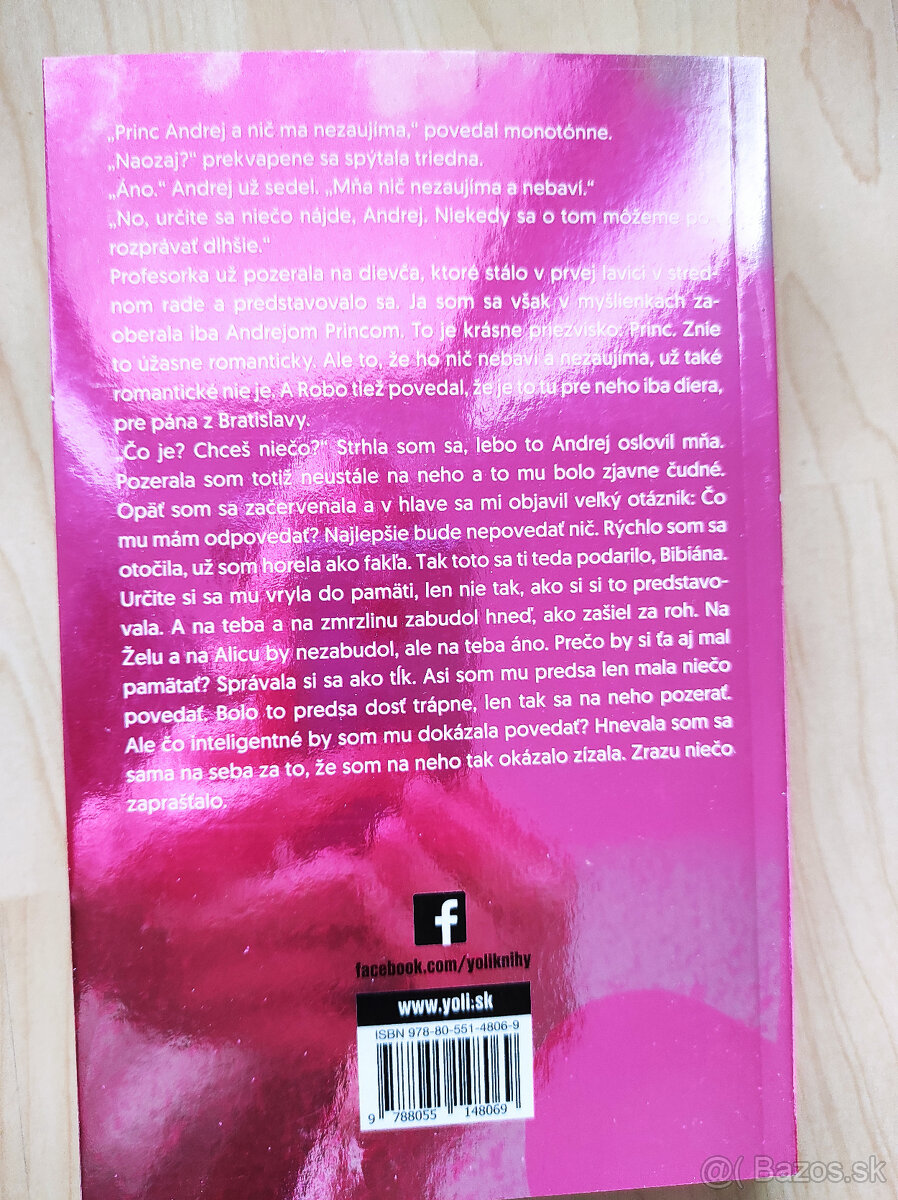 „Princ Andrej a nič ma nezaujíma,“ povedal monotónne.
„Naozaj?“ prekvapene sa spýtala triedna.
„Áno.“ Andrej už sedel. „Mňa nič nezaujíma a nebaví.“
„No, určite sa niečo nájde, Andrej. Niekedy sa o tom môžeme po-
rozprávať dlhšie.“
Profesorka už pozerala na dievča, ktoré stálo v prvej lavici v stred-
nom rade a predstavovalo sa. Ja som sa však v myšlienkach za-
oberala iba Andrejom Princom. To je krásne priezvisko: Princ. Znie
to úžasne romanticky. Ale to, že ho nič nebaví a nezaujíma, už také
romantické nie je. A Robo tiež povedal, že je to tu pre neho iba diera,
pre pána z Bratislavy.
„Čo je? Chceš niečo?“ Strhla som sa, lebo to Andrej oslovil mňa.
Pozerala som totiž neustále na neho a to mu bolo zjavne čudné.
Opäť som sa začervenala a v hlave sa mi objavil veľký otáznik: Čo
mu mám odpovedať? Najlepšie bude nepovedať nič. Rýchlo som sa
otočila, už som horela ako fakľa. Tak toto sa ti teda podarilo, Bibiána.
Určite si sa mu vryla do pamäti, len nie tak, ako si si to predstavo-
vala. A na teba a na zmrzlinu zabudol hneď, ako zašiel za roh. Na
Želu a na Alicu by nezabudol, ale na teba áno. Prečo by si ťa aj mal
pamätať? Správala si sa ako tĺk. Asi som mu predsa len mala niečo
povedať. Bolo to predsa dosť trápne, len tak sa na neho pozerať.
Ale čo inteligentné by som mu dokázala povedať? Hnevala som sa
sama na seba za to, že som na neho tak okázalo zízala. Zrazu niečo
zaprašťalo.
f
facebook.com/yoliknihy
www.yoli.sk
ISBN 978-80-551-4806-9
9 788055 148069
@( Bazos.sk